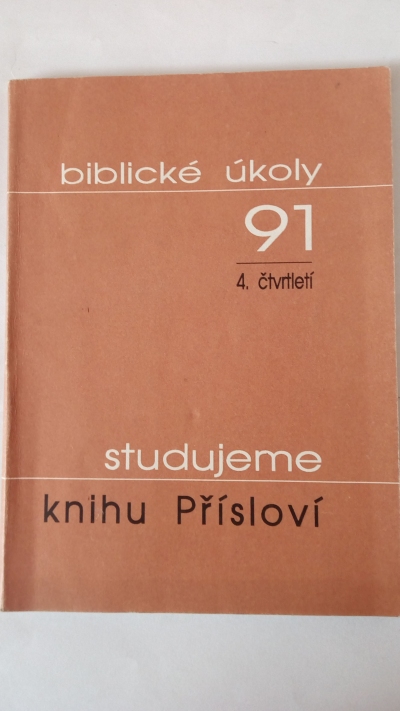 biblické úkoly
91
4. čtvrtletí
studujeme
knihu Přísloví